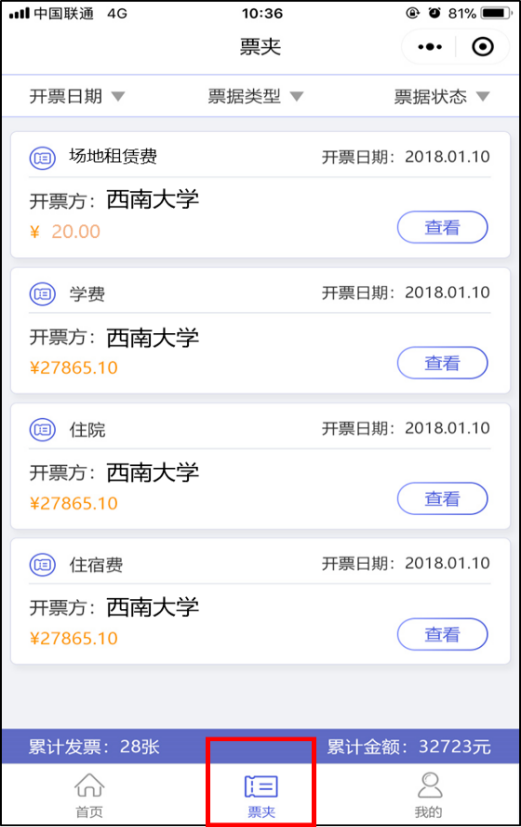 中国联通 4G 10:36 81%
票夹
开票日期 票据类型 票据状态
场地租赁费 开票日期：2018.01.10
开票方：西南大学
¥ 20.00 查看
学费 开票日期：2018.01.10
开票方：西南大学
¥27865.10 查看
住院 开票日期：2018.01.10
开票方：西南大学
¥27865.10 查看
住宿费 开票日期：2018.01.10
开票方：西南大学
¥27865.10 查看
累计发票：28张 累计金额：32723元
首页 票夹 我的